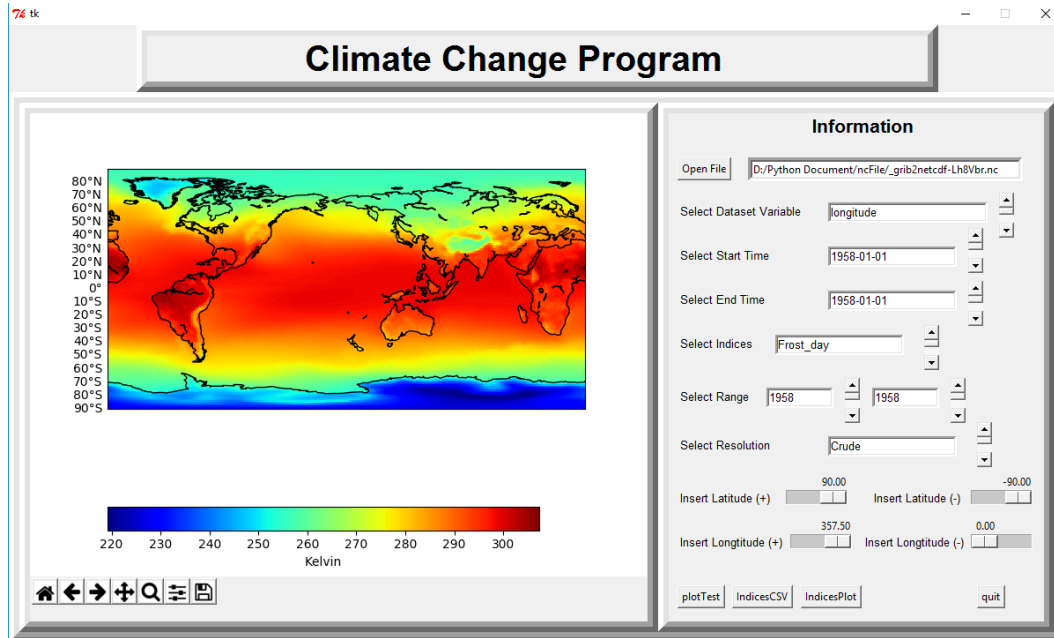 tk
Climate Change Program
80°N
70°N
60°N
50°N
40°N
30°N
20°N
10°N
0°
10°S
20°S
30°S
40°S
50°S
60°S
70°S
80°S
90°S
220 230 240 250 260 270 280 290 300
Kelvin
Information
Open File D:/Python Document/ncFile/_grib2netcdf-Lh8Vbr.nc
Select Dataset Variable longitude
Select Start Time 1958-01-01
Select End Time 1958-01-01
Select Indices Frost_day
Select Range 1958 1958
Select Resolution Crude
90.00 -90.00
Insert Latitude (+) Insert Latitude (-)
357.50 0.00
Insert Longtitude (+) Insert Longtitude (-)
plotTest IndicesCSV IndicesPlot quit